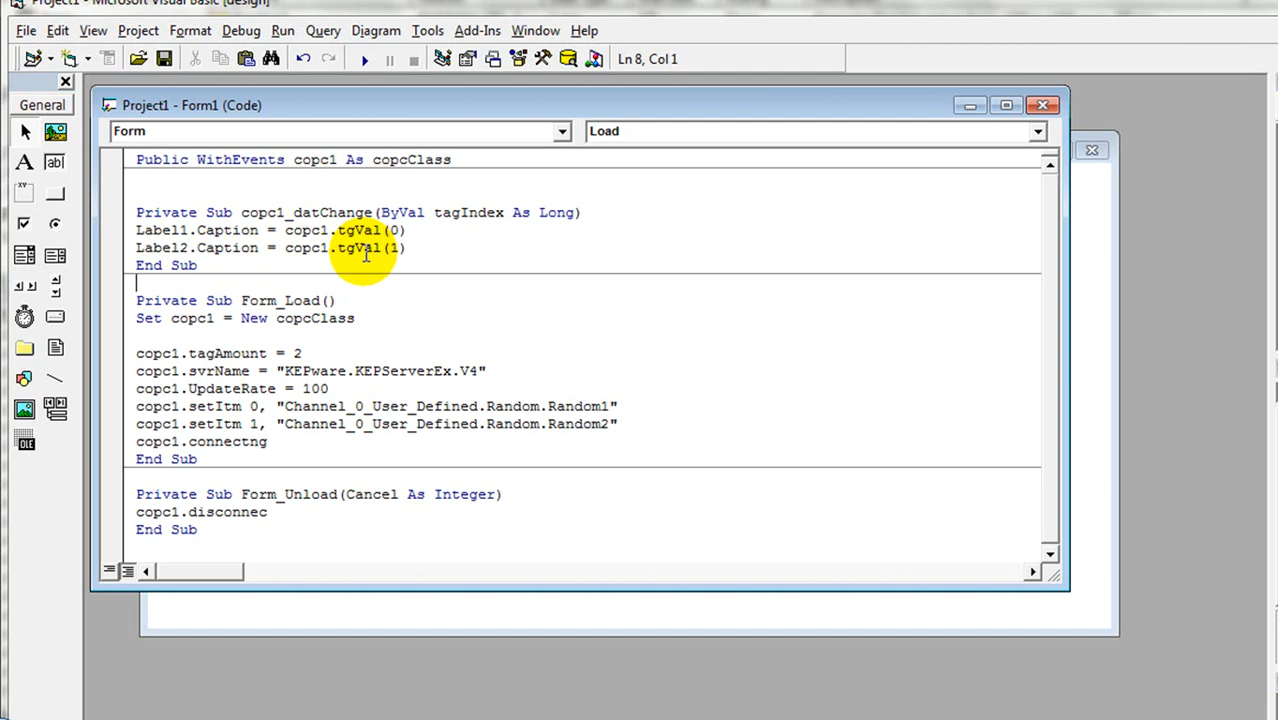 Project1 - Microsoft Visual Basic [design]
File Edit View Project Format Debug Run Query Diagram Tools Add-Ins Window Help
Ln 8, Col 1
General
Project1 - Form1 (Code)
Form Load
Public WithEvents copc1 As copcClass
Private Sub copc1_datChange(ByVal tagIndex As Long)
Label1.Caption = copc1.tgVal(0)
Label2.Caption = copc1.tgVal(1)
End Sub
Private Sub Form_Load()
Set copc1 = New copcClass
copc1.tagAmount = 2
copc1.svrName = "KEPware.KEPServerEx.V4"
copc1.UpdateRate = 100
copc1.setItm 0, "Channel_0_User_Defined.Random.Random1"
copc1.setItm 1, "Channel_0_User_Defined.Random.Random2"
copc1.connectng
End Sub
Private Sub Form_Unload(Cancel As Integer)
copc1.disconnec
End Sub